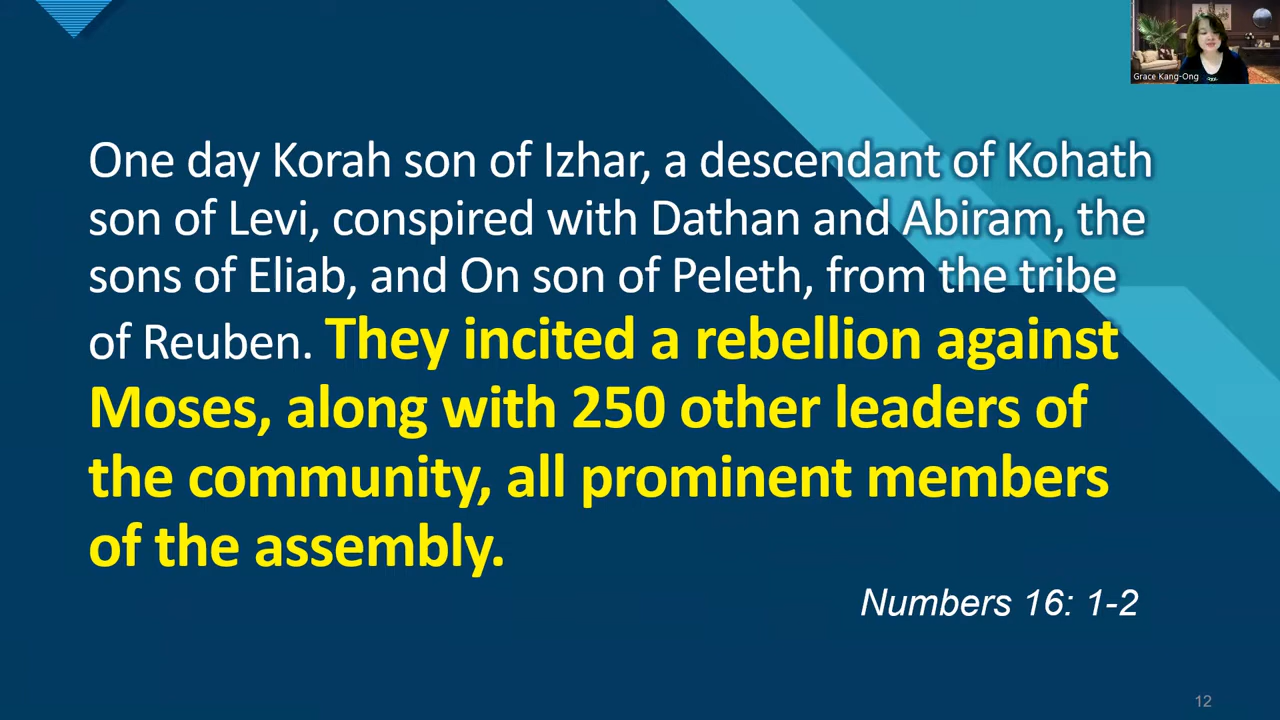 Grace Kang-Ong
One day Korah son of Izhar, a descendant of Kohath
son of Levi, conspired with Dathan and Abiram, the
sons of Eliab, and On son of Peleth, from the tribe
of Reuben. They incited a rebellion against
Moses, along with 250 other leaders of
the community, all prominent members
of the assembly.
Numbers 16: 1-2
12